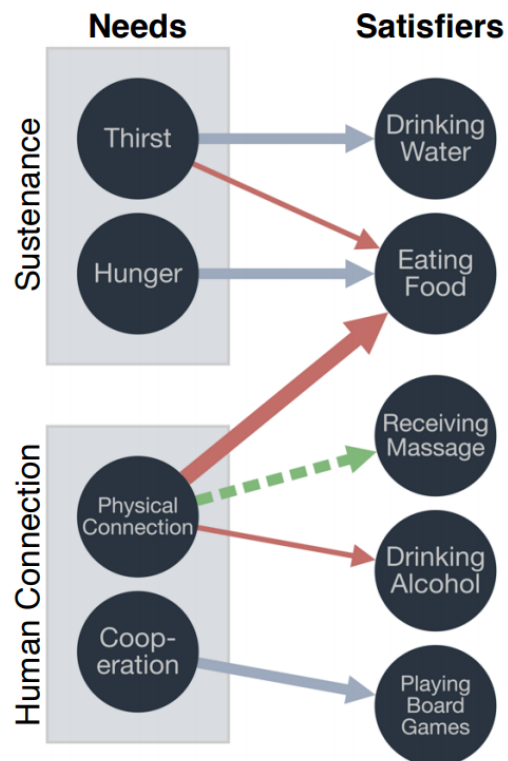 Needs
Satisfiers
Sustenance
Thirst
Hunger
Drinking
Water
Eating
Food
Human Connection
Physical
Connection
Coop-
eration
Receiving
Massage
Drinking
Alcohol
Playing
Board
Games